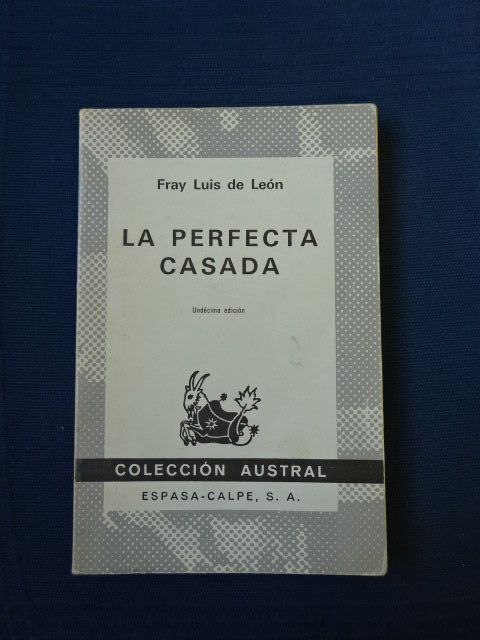 Fray Luis de León
LA PERFECTA
CASADA
Undécima edición
COLECCIÓN AUSTRAL
ESPASA-CALPE, S. A.